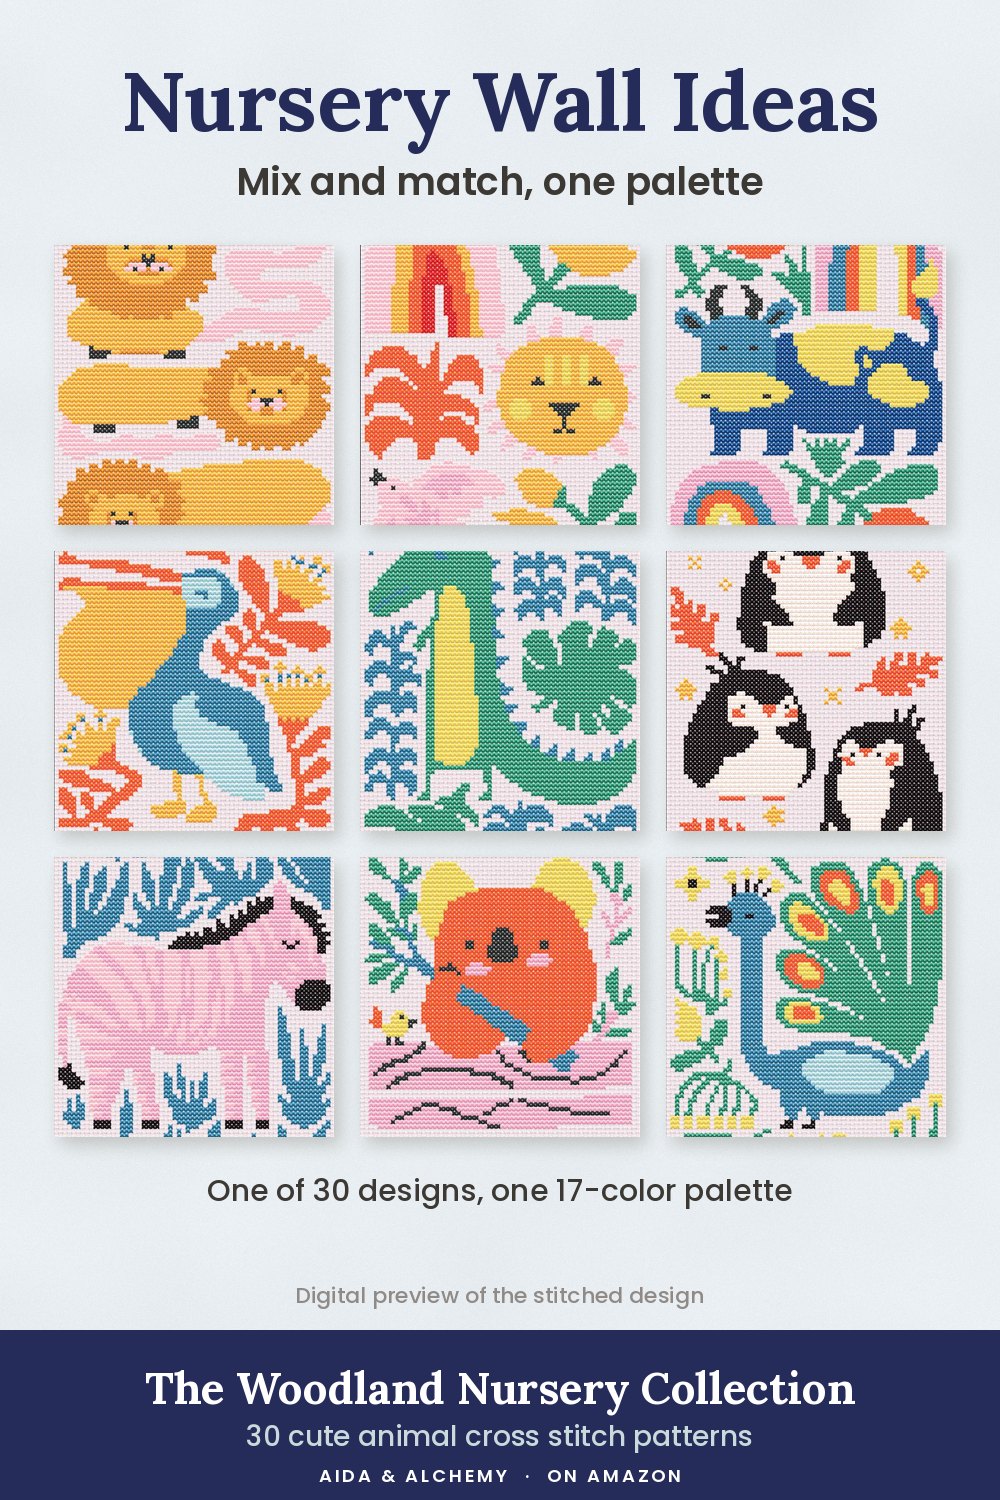 Nursery Wall Ideas
Mix and match, one palette
One of 30 designs, one 17-color palette
Digital preview of the stitched design
The Woodland Nursery Collection
30 cute animal cross stitch patterns
AIDA & ALCHEMY · ON AMAZON